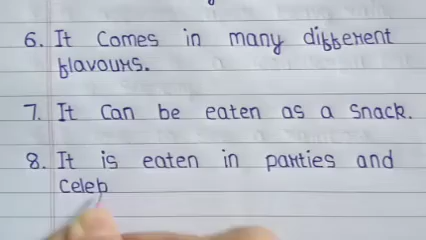 6. It Comes in many different
flavours.
7. It Can be eaten as a Snack.
8. It is eaten in parties and
Celeb